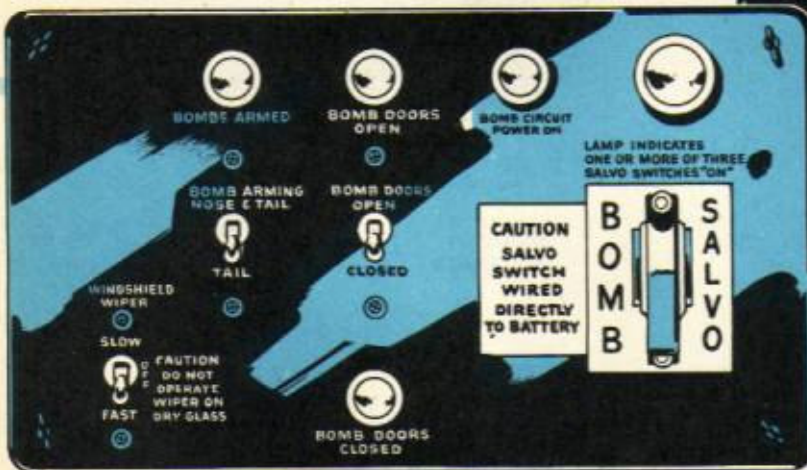 BOMBS ARMED
BOMB DOORS
OPEN
BOMB CIRCUIT
POWER ON
LAMP INDICATES
ONE OR MORE OF THREE
SALVO SWITCHES "ON"
BOMB ARMING
NOSE & TAIL
TAIL
BOMB DOORS
OPEN
CLOSED
CAUTION
SALVO
SWITCH
WIRED
DIRECTLY
TO BATTERY
BOMB
SALVO
WINDSHIELD
WIPER
SLOW
OFF
FAST
CAUTION
DO NOT
OPERATE
WIPER ON
DRY GLASS
BOMB DOORS
CLOSED